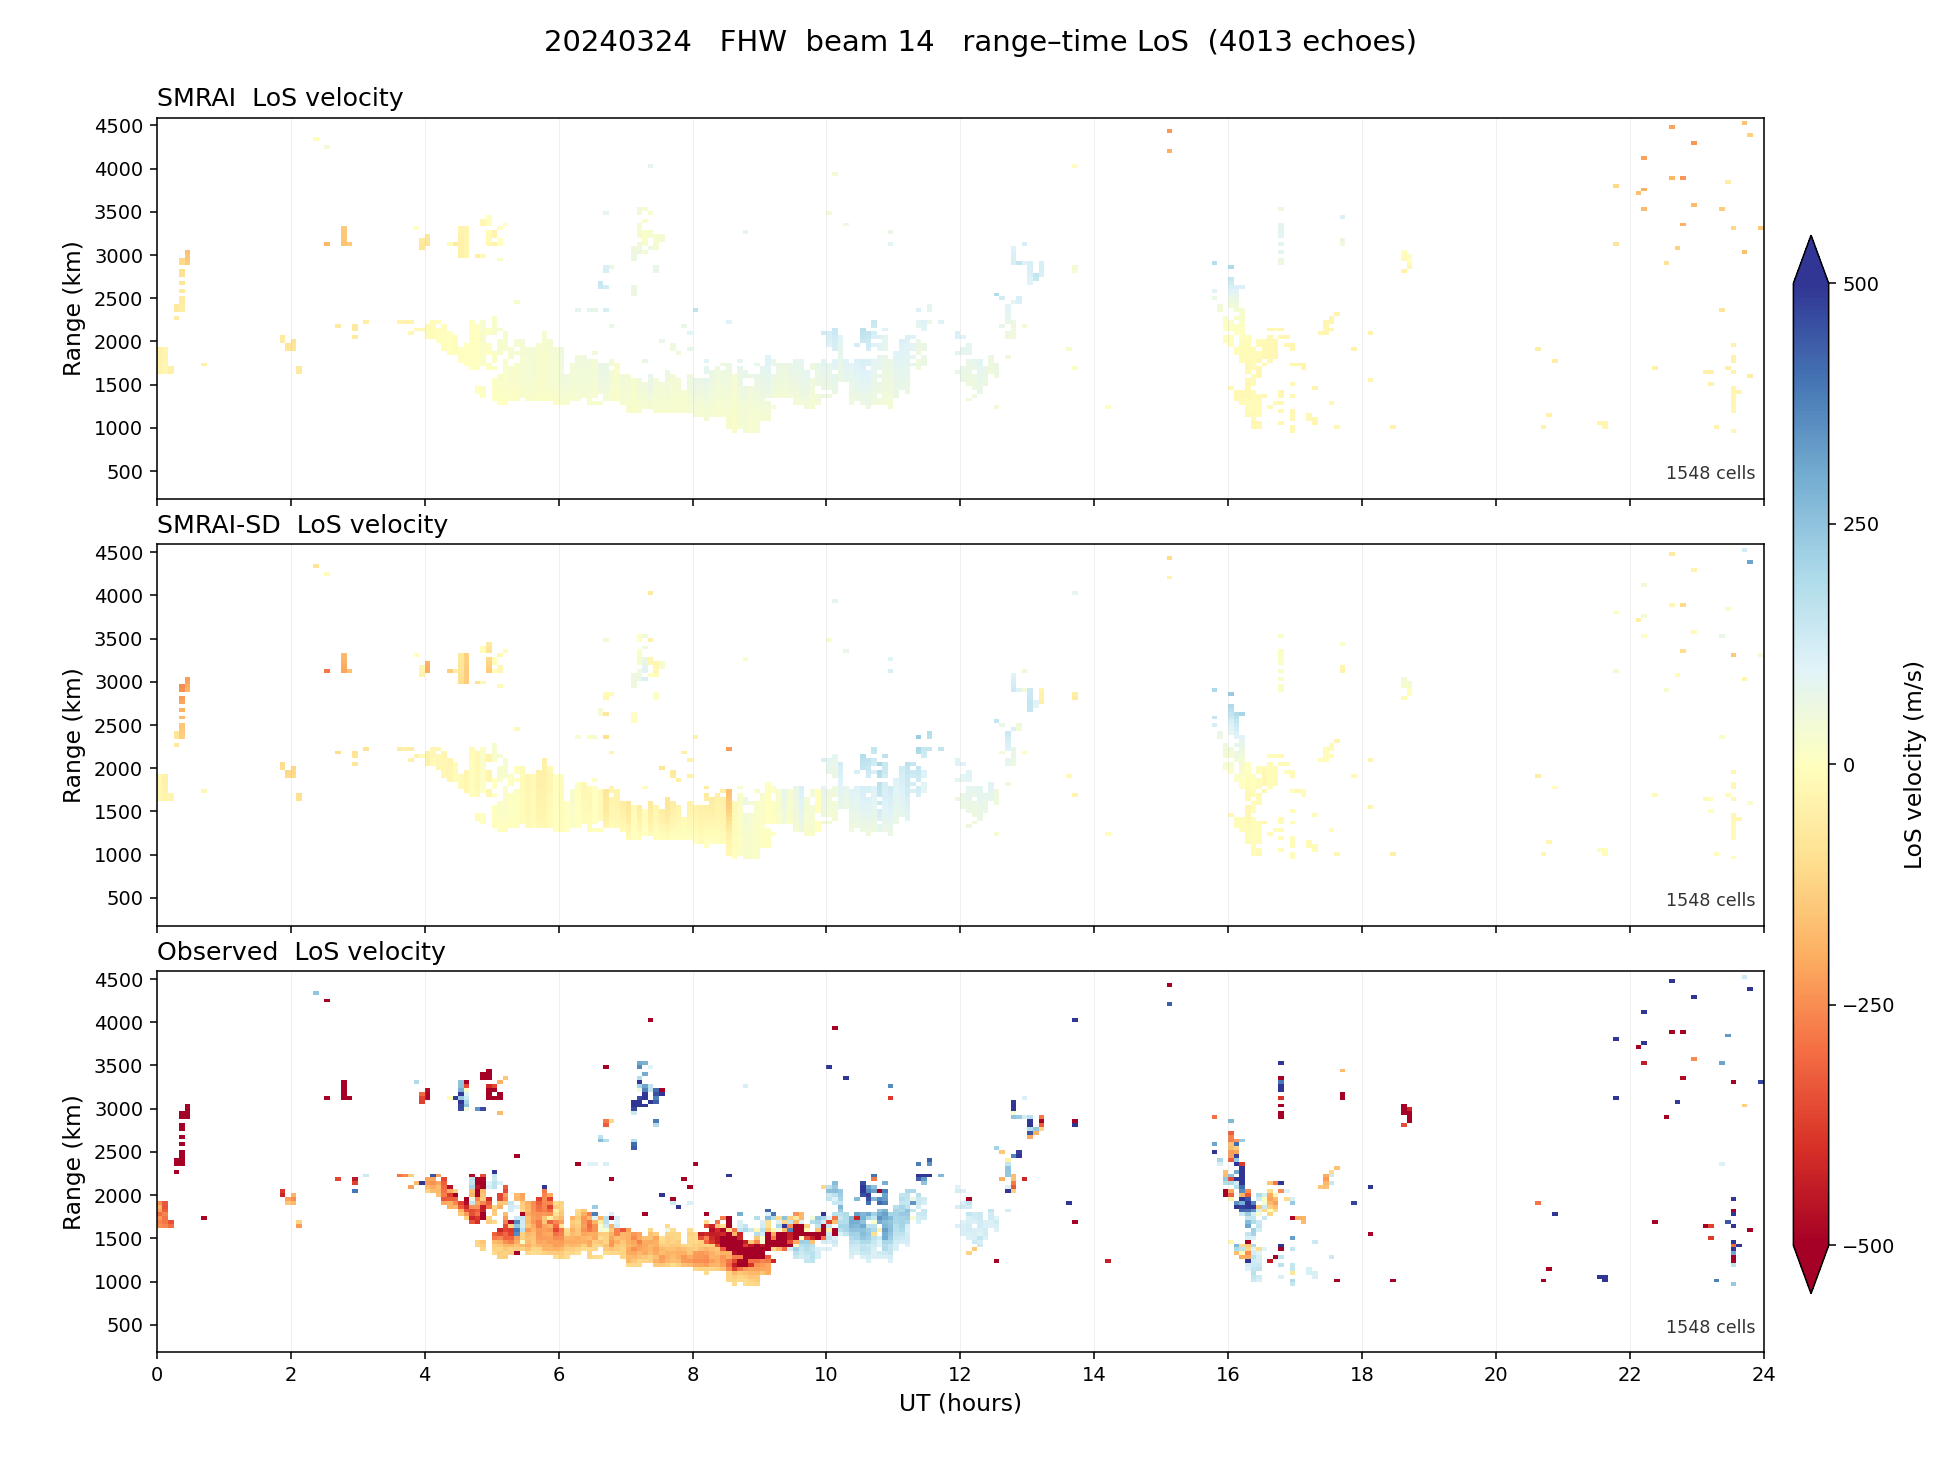 20240324   FHW  beam 14   range–time LoS  (4013 echoes)
SMRAI  LoS velocity
4500
4000
3500
3000
2500
2000
1500
1000
500
Range (km)
1548 cells
SMRAI-SD  LoS velocity
4500
4000
3500
3000
2500
2000
1500
1000
500
Range (km)
1548 cells
Observed  LoS velocity
4500
4000
3500
3000
2500
2000
1500
1000
500
Range (km)
1548 cells
0 2 4 6 8 10 12 14 16 18 20 22 24
UT (hours)
500
250
0
−250
−500
LoS velocity (m/s)